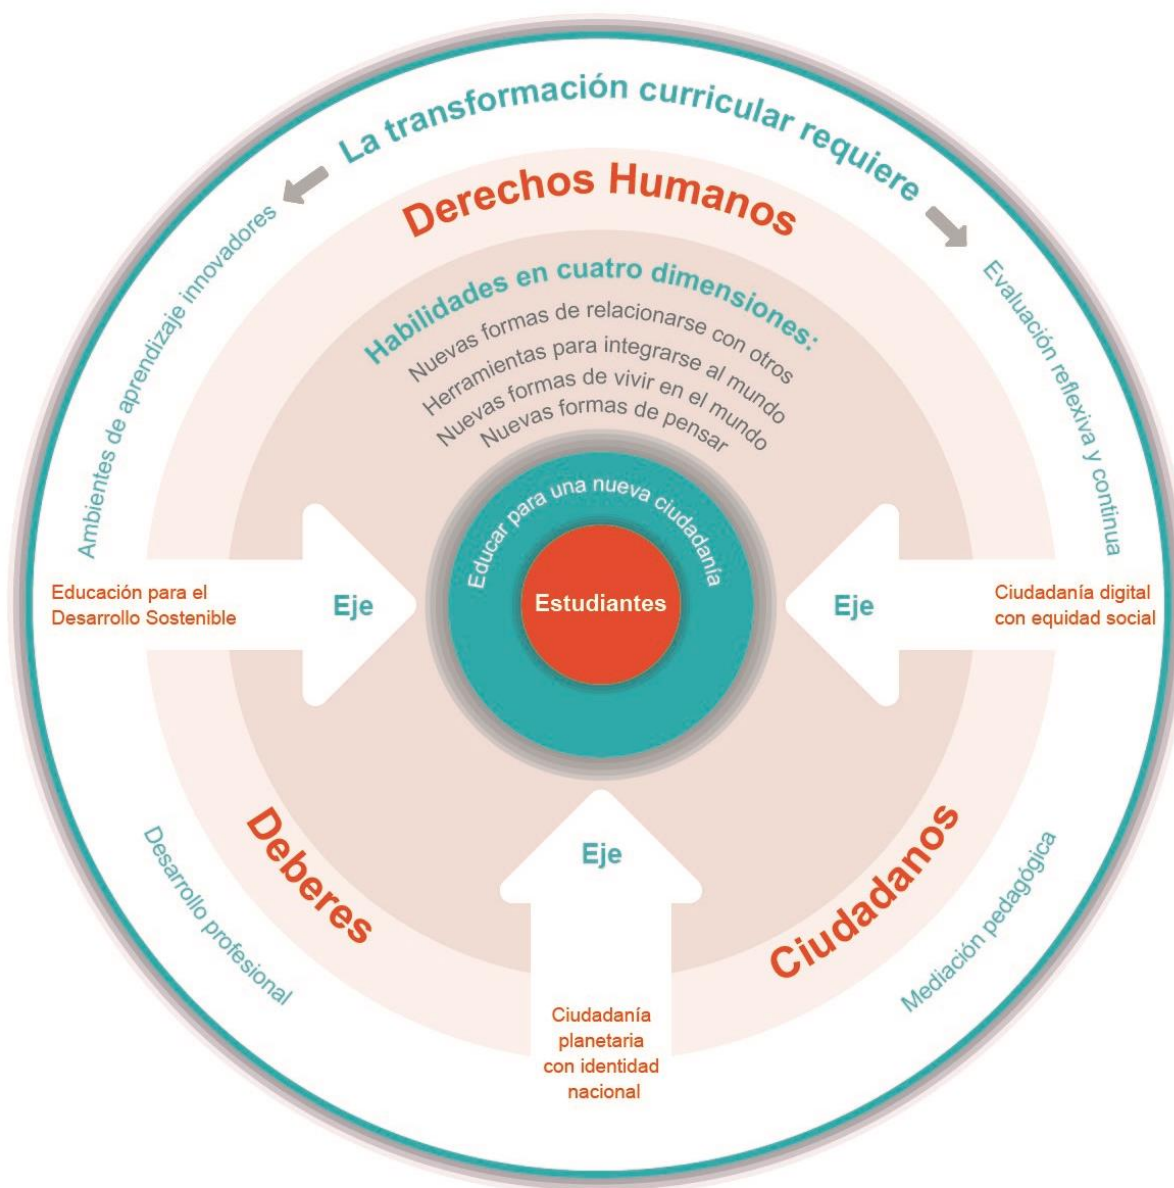 La transformación curricular requiere
Ambientes de aprendizaje innovadores
Evaluación reflexiva y continua
Derechos Humanos
Habilidades en cuatro dimensiones:
Nuevas formas de relacionarse con otros
Herramientas para integrarse al mundo
Nuevas formas de vivir en el mundo
Nuevas formas de pensar
Educar para una nueva ciudadanía
Estudiantes
Educación para el
Desarrollo Sostenible
Eje
Eje
Ciudadanía digital
con equidad social
Desarrollo profesional
Deberes
Eje
Ciudadanía
planetaria
con identidad
nacional
Ciudadanos
Mediación pedagógica